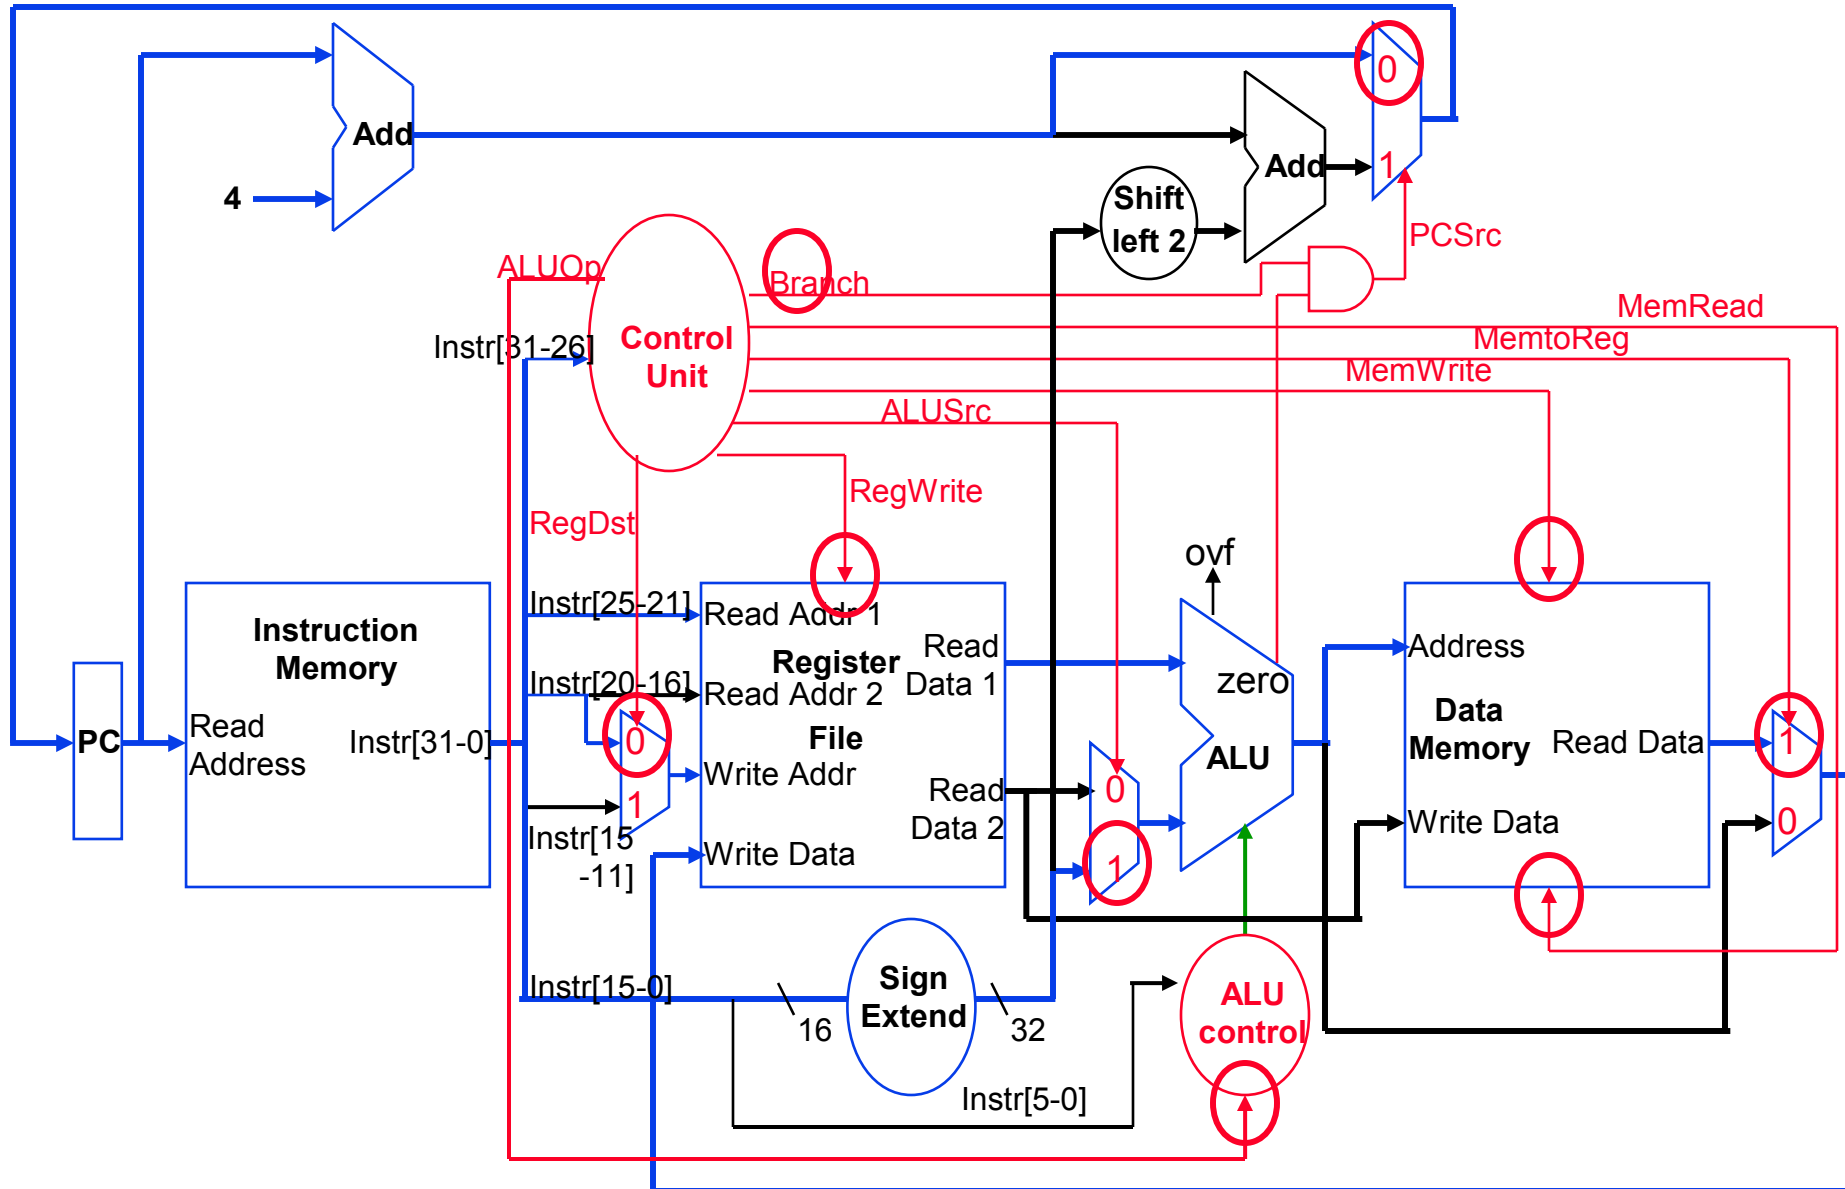 0
Add
Add
1
4
Shift
left 2
PCSrc
ALUOp
Branch
MemRead
Instr[31-26]
Control
Unit
MemtoReg
MemWrite
ALUSrc
RegWrite
RegDst
ovf
Instr[25-21]
Read Addr 1
Instruction
Memory
Read
Data 1
Register
Instr[20-16]
Read Addr 2
zero
Address
Data
Memory
PC
Read
Address
Instr[31-0]
0
File
ALU
Read Data
1
Write Addr
Read
Data 2
0
1
Write Data
0
Instr[15
-11]
Write Data
1
Instr[15-0]
Sign
Extend
16
32
ALU
control
Instr[5-0]